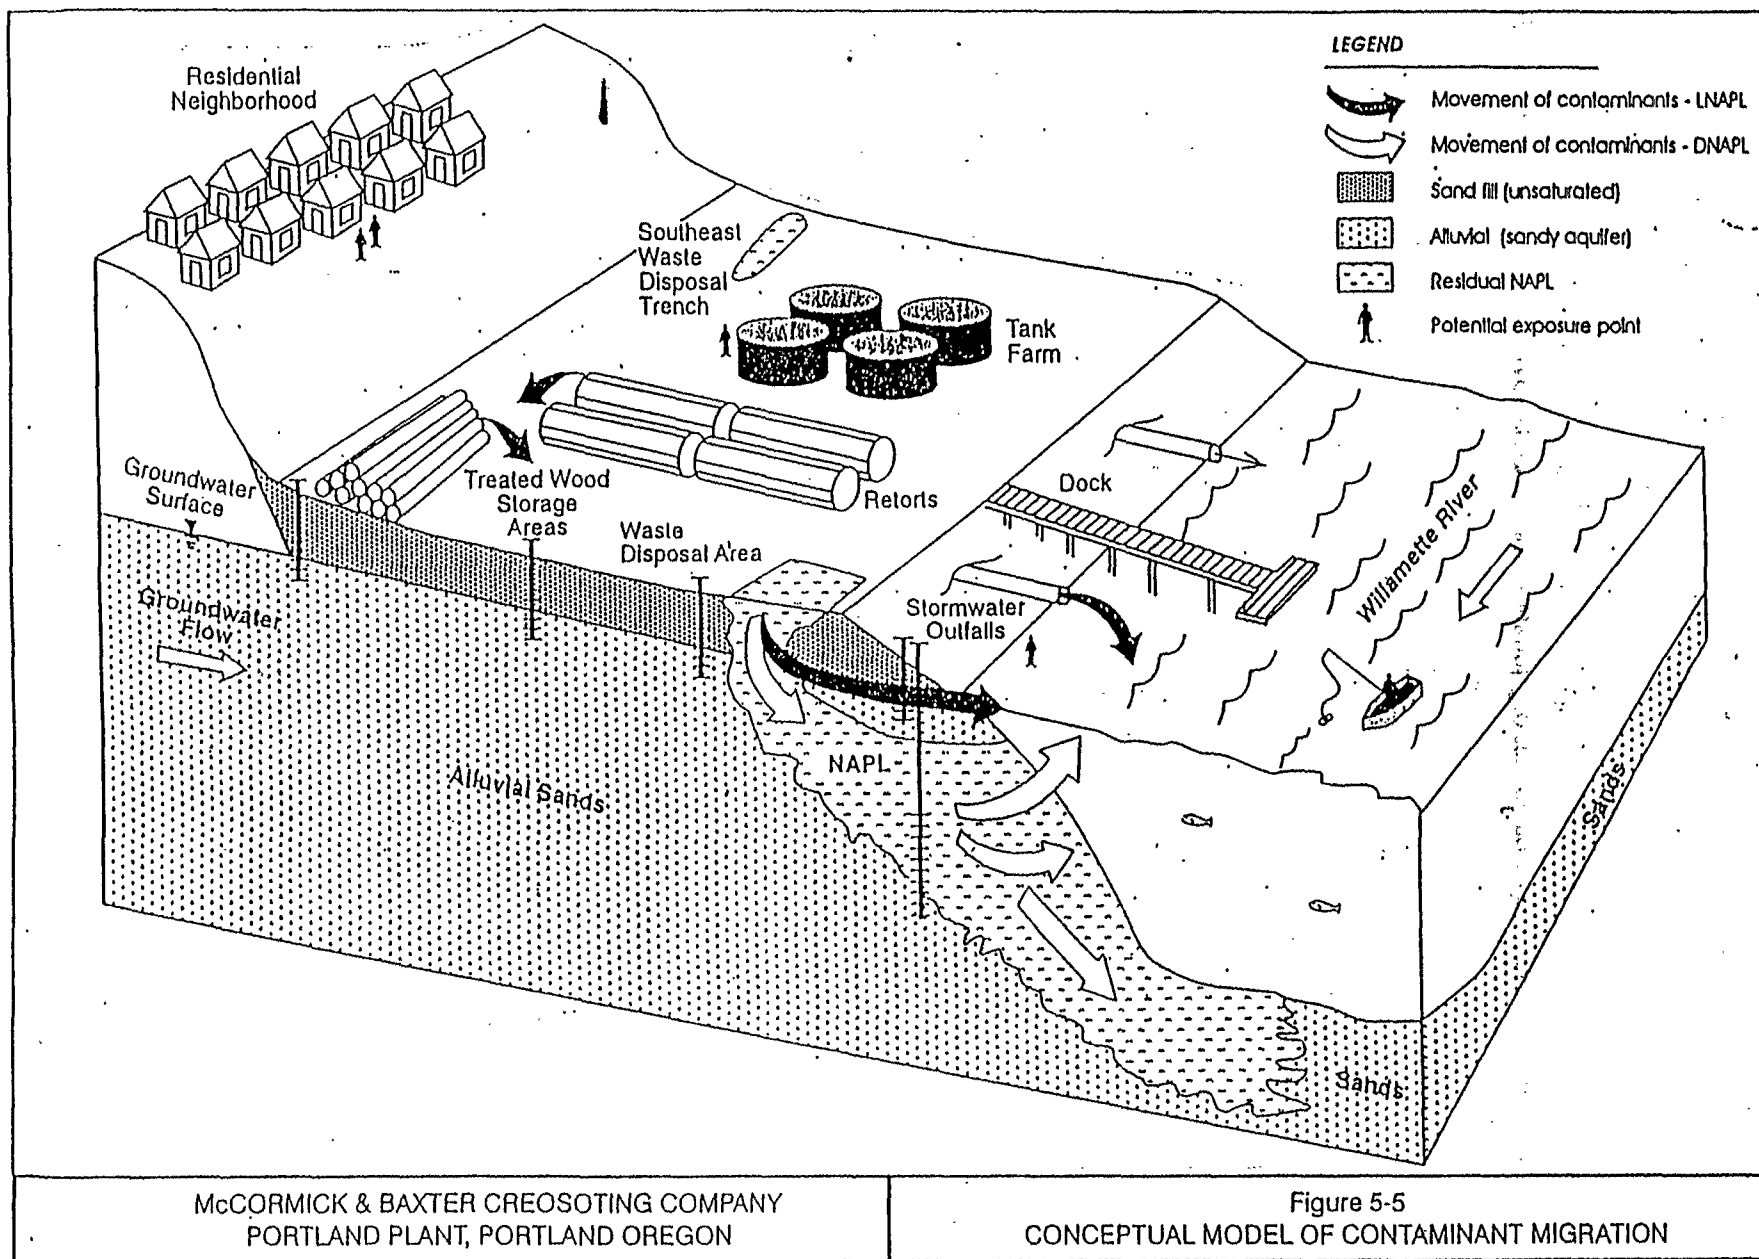 LEGEND
Movement of contaminants - LNAPL
Movement of contaminants - DNAPL
Sand fill (unsaturated)
Alluvial (sandy aquifer)
Residual NAPL
Potential exposure point
Residential
Neighborhood
Southeast
Waste
Disposal
Trench
Tank
Farm
Groundwater
Surface
Treated Wood
Storage
Areas
Retorts
Dock
Waste
Disposal Area
Willamette River
Groundwater
Flow
Stormwater
Outfalls
NAPL
Alluvial Sands
Sands
Sands
McCORMICK & BAXTER CREOSOTING COMPANY
PORTLAND PLANT, PORTLAND OREGON
Figure 5-5
CONCEPTUAL MODEL OF CONTAMINANT MIGRATION